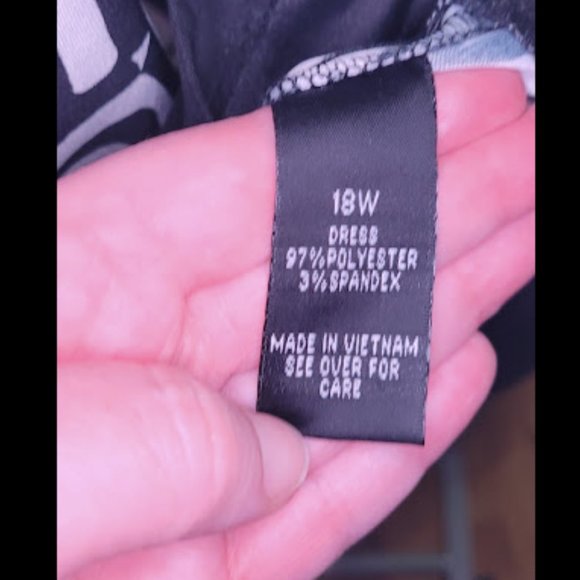 18W
DRESS
97%POLYESTER
3%SPANDEX
MADE IN VIETNAM
SEE OVER FOR
CARE